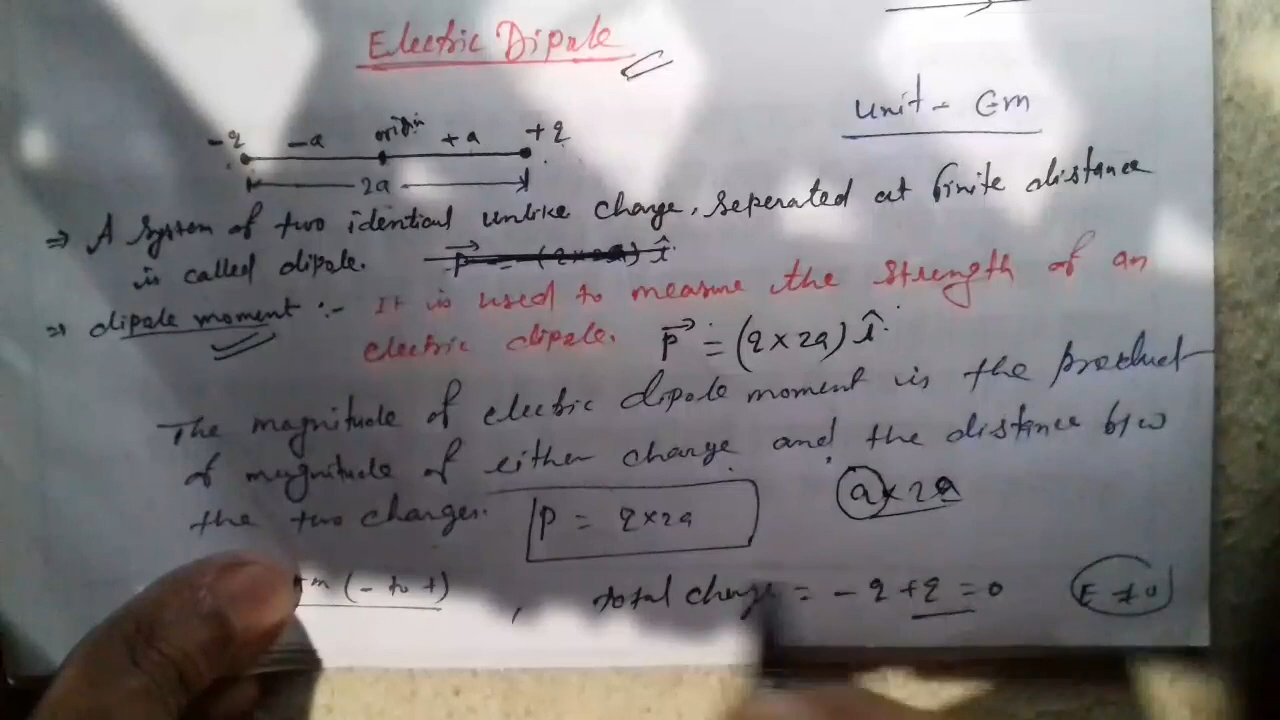 Electric Dipole
unit - Cm
-q -a origin +a +q
2a
⇒ A system of two identical unlike charge, seperated at finite distance
is called dipole. p⃗ = (q×2a) î
⇒ dipole moment :- It is used to measure the strength of an
electric dipole. p⃗ = (q×2a) î
The magnitude of electric dipole moment is the product
of magnitude of either charge and the distance b/w
the two charges. P = q×2a
a×2a
(- to +) , total charge = -q+q = 0 E≠0